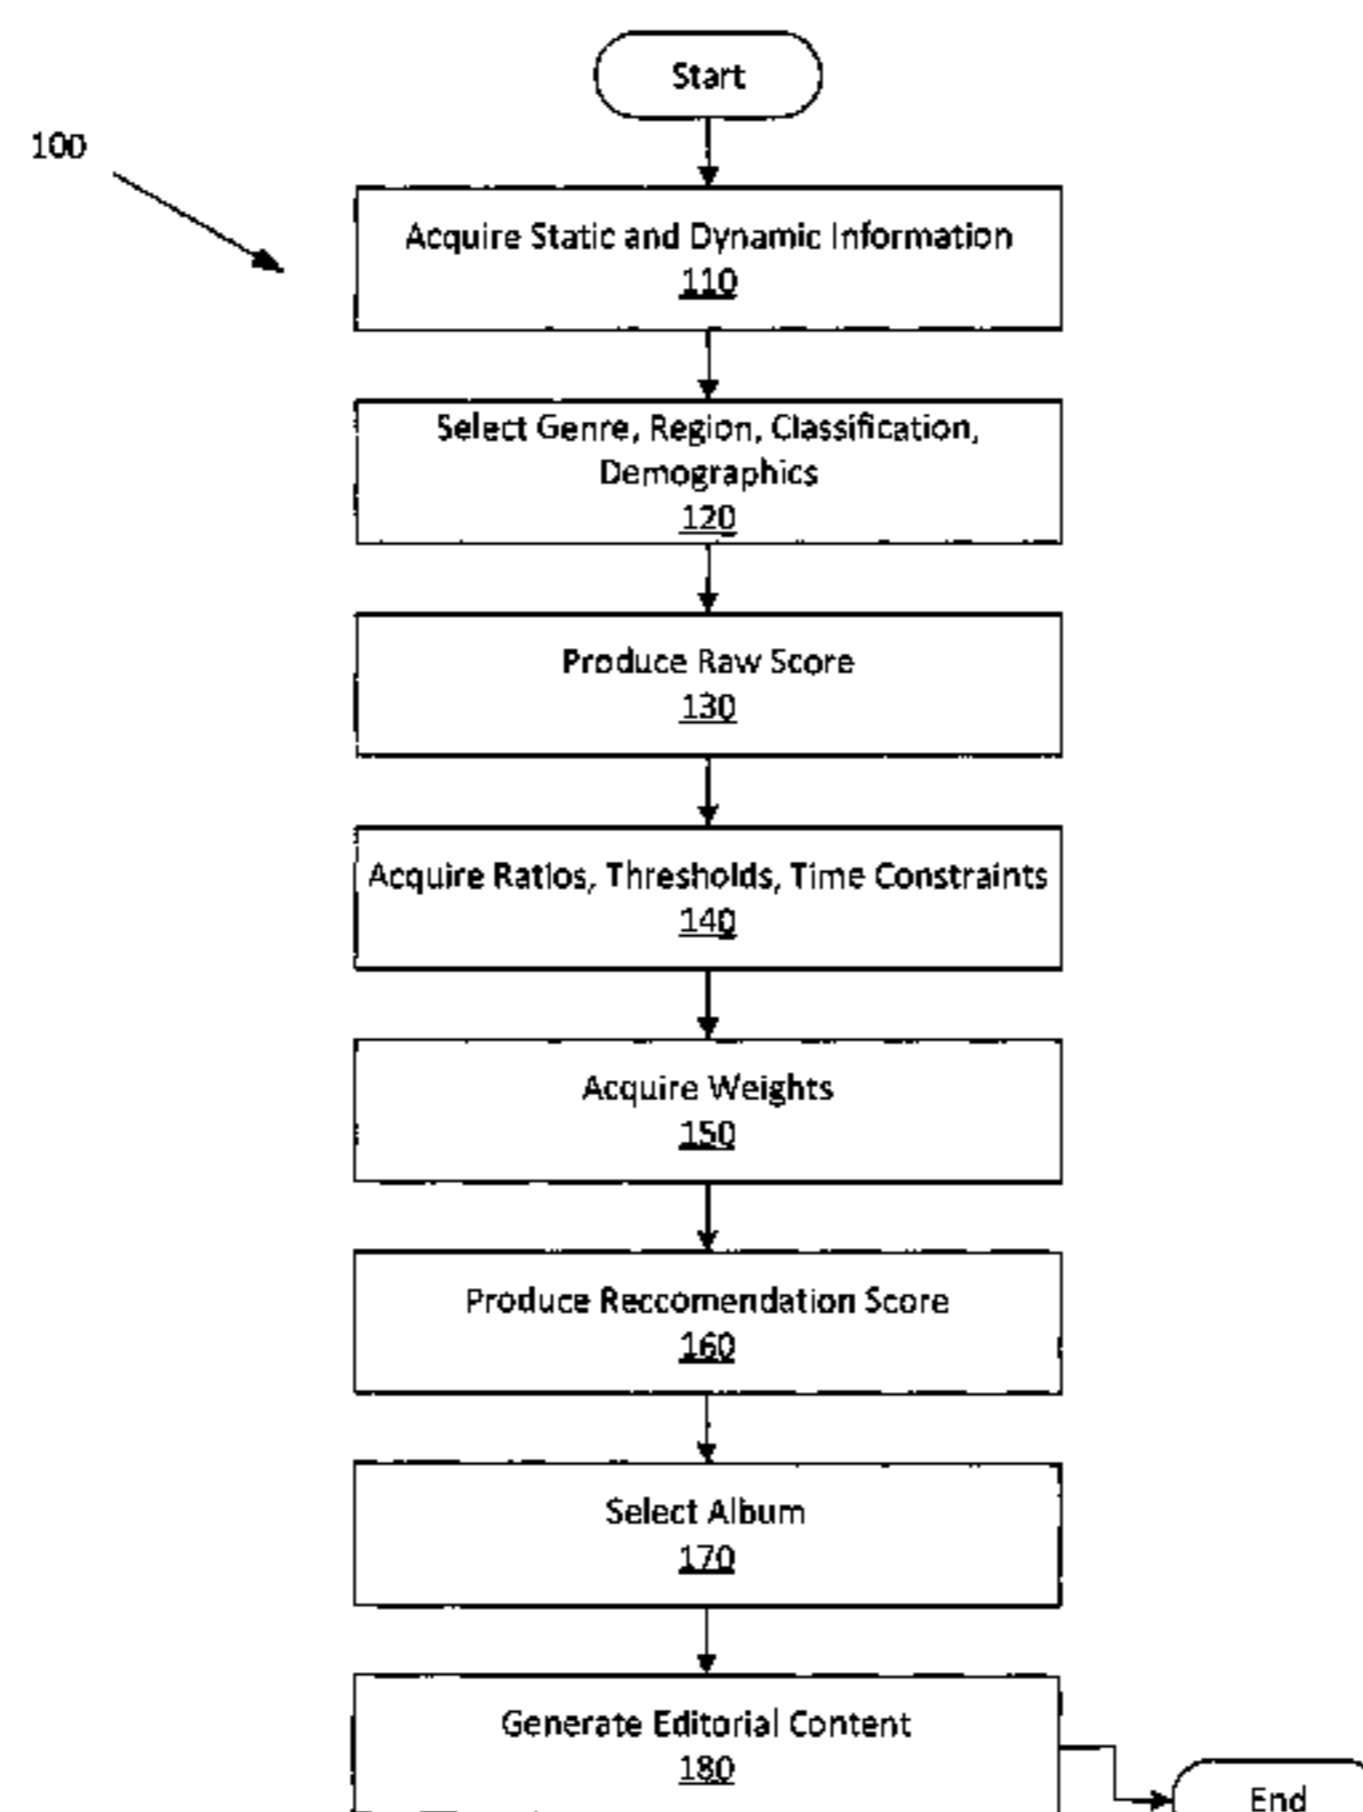 Start
100
Acquire Static and Dynamic Information
110
Select Genre, Region, Classification,
Demographics
120
Produce Raw Score
130
Acquire Ratios, Thresholds, Time Constraints
140
Acquire Weights
150
Produce Reccomendation Score
160
Select Album
170
Generate Editorial Content
180
End